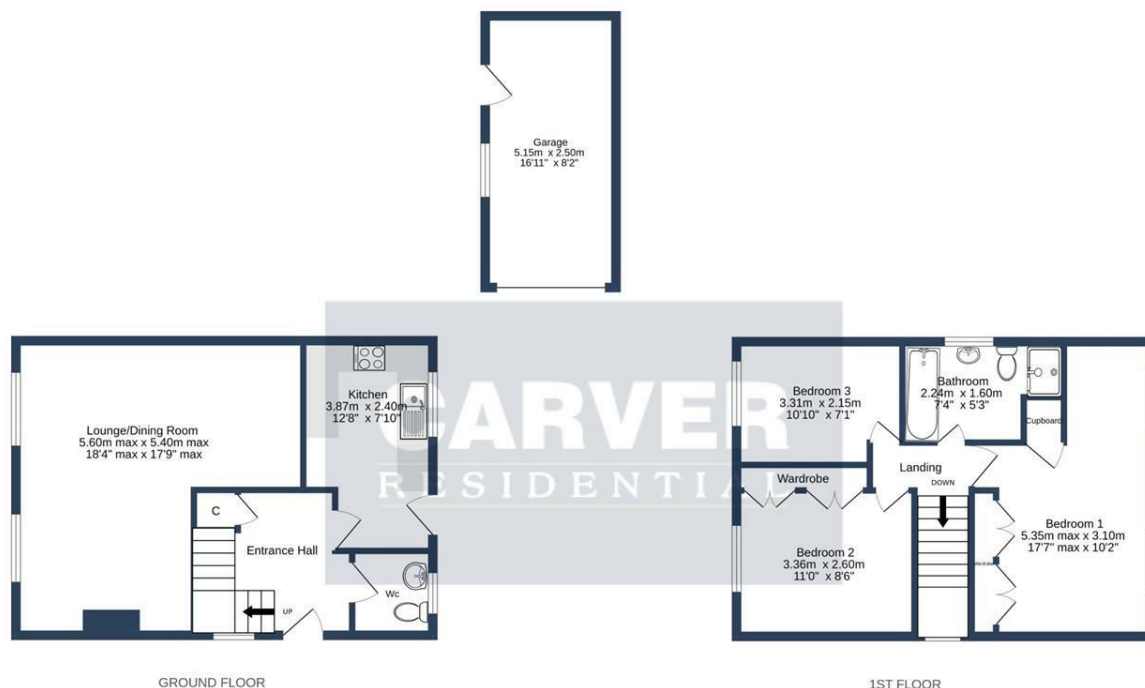 Garage
5.15m x 2.50m
16'11" x 8'2"
CARVER
RESIDENTIAL
Lounge/Dining Room
5.60m max x 5.40m max
18'4" max x 17'9" max
Kitchen
3.87m x 2.40m
12'8" x 7'10"
C
Entrance Hall
UP
Wc
GROUND FLOOR
Bedroom 3
3.31m x 2.15m
10'10" x 7'1"
Bathroom
2.24m x 1.60m
7'4" x 5'3"
Cupboard
Landing
DOWN
Wardrobe
Bedroom 2
3.36m x 2.60m
11'0" x 8'6"
Bedroom 1
5.35m max x 3.10m
17'7" max x 10'2"
Wardrobe
1ST FLOOR